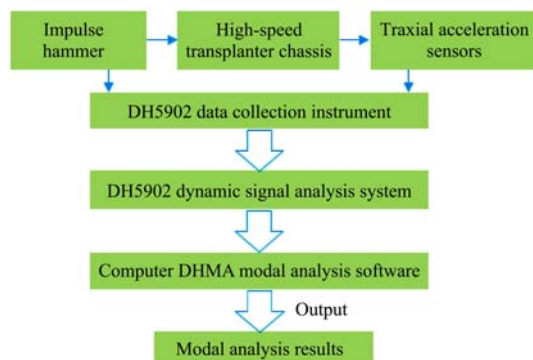 Impulse
hammer
High-speed
transplanter chassis
Traxial acceleration
sensors
DH5902 data collection instrument
DH5902 dynamic signal analysis system
Computer DHMA modal analysis software
Output
Modal analysis results